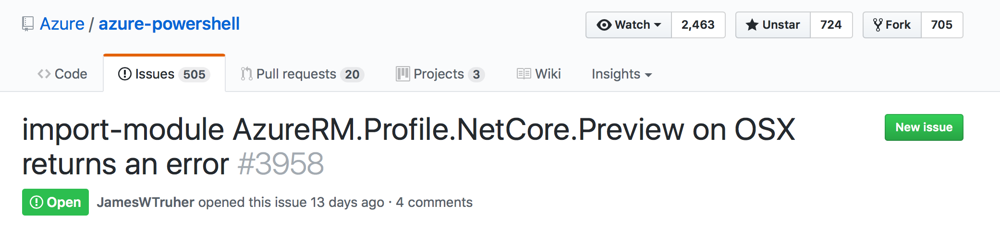 Azure / azure-powershell
Watch 2,463 Unstar 724 Fork 705
Code Issues 505 Pull requests 20 Projects 3 Wiki Insights
import-module AzureRM.Profile.NetCore.Preview on OSX
returns an error #3958
New issue
Open JamesWTruher opened this issue 13 days ago · 4 comments